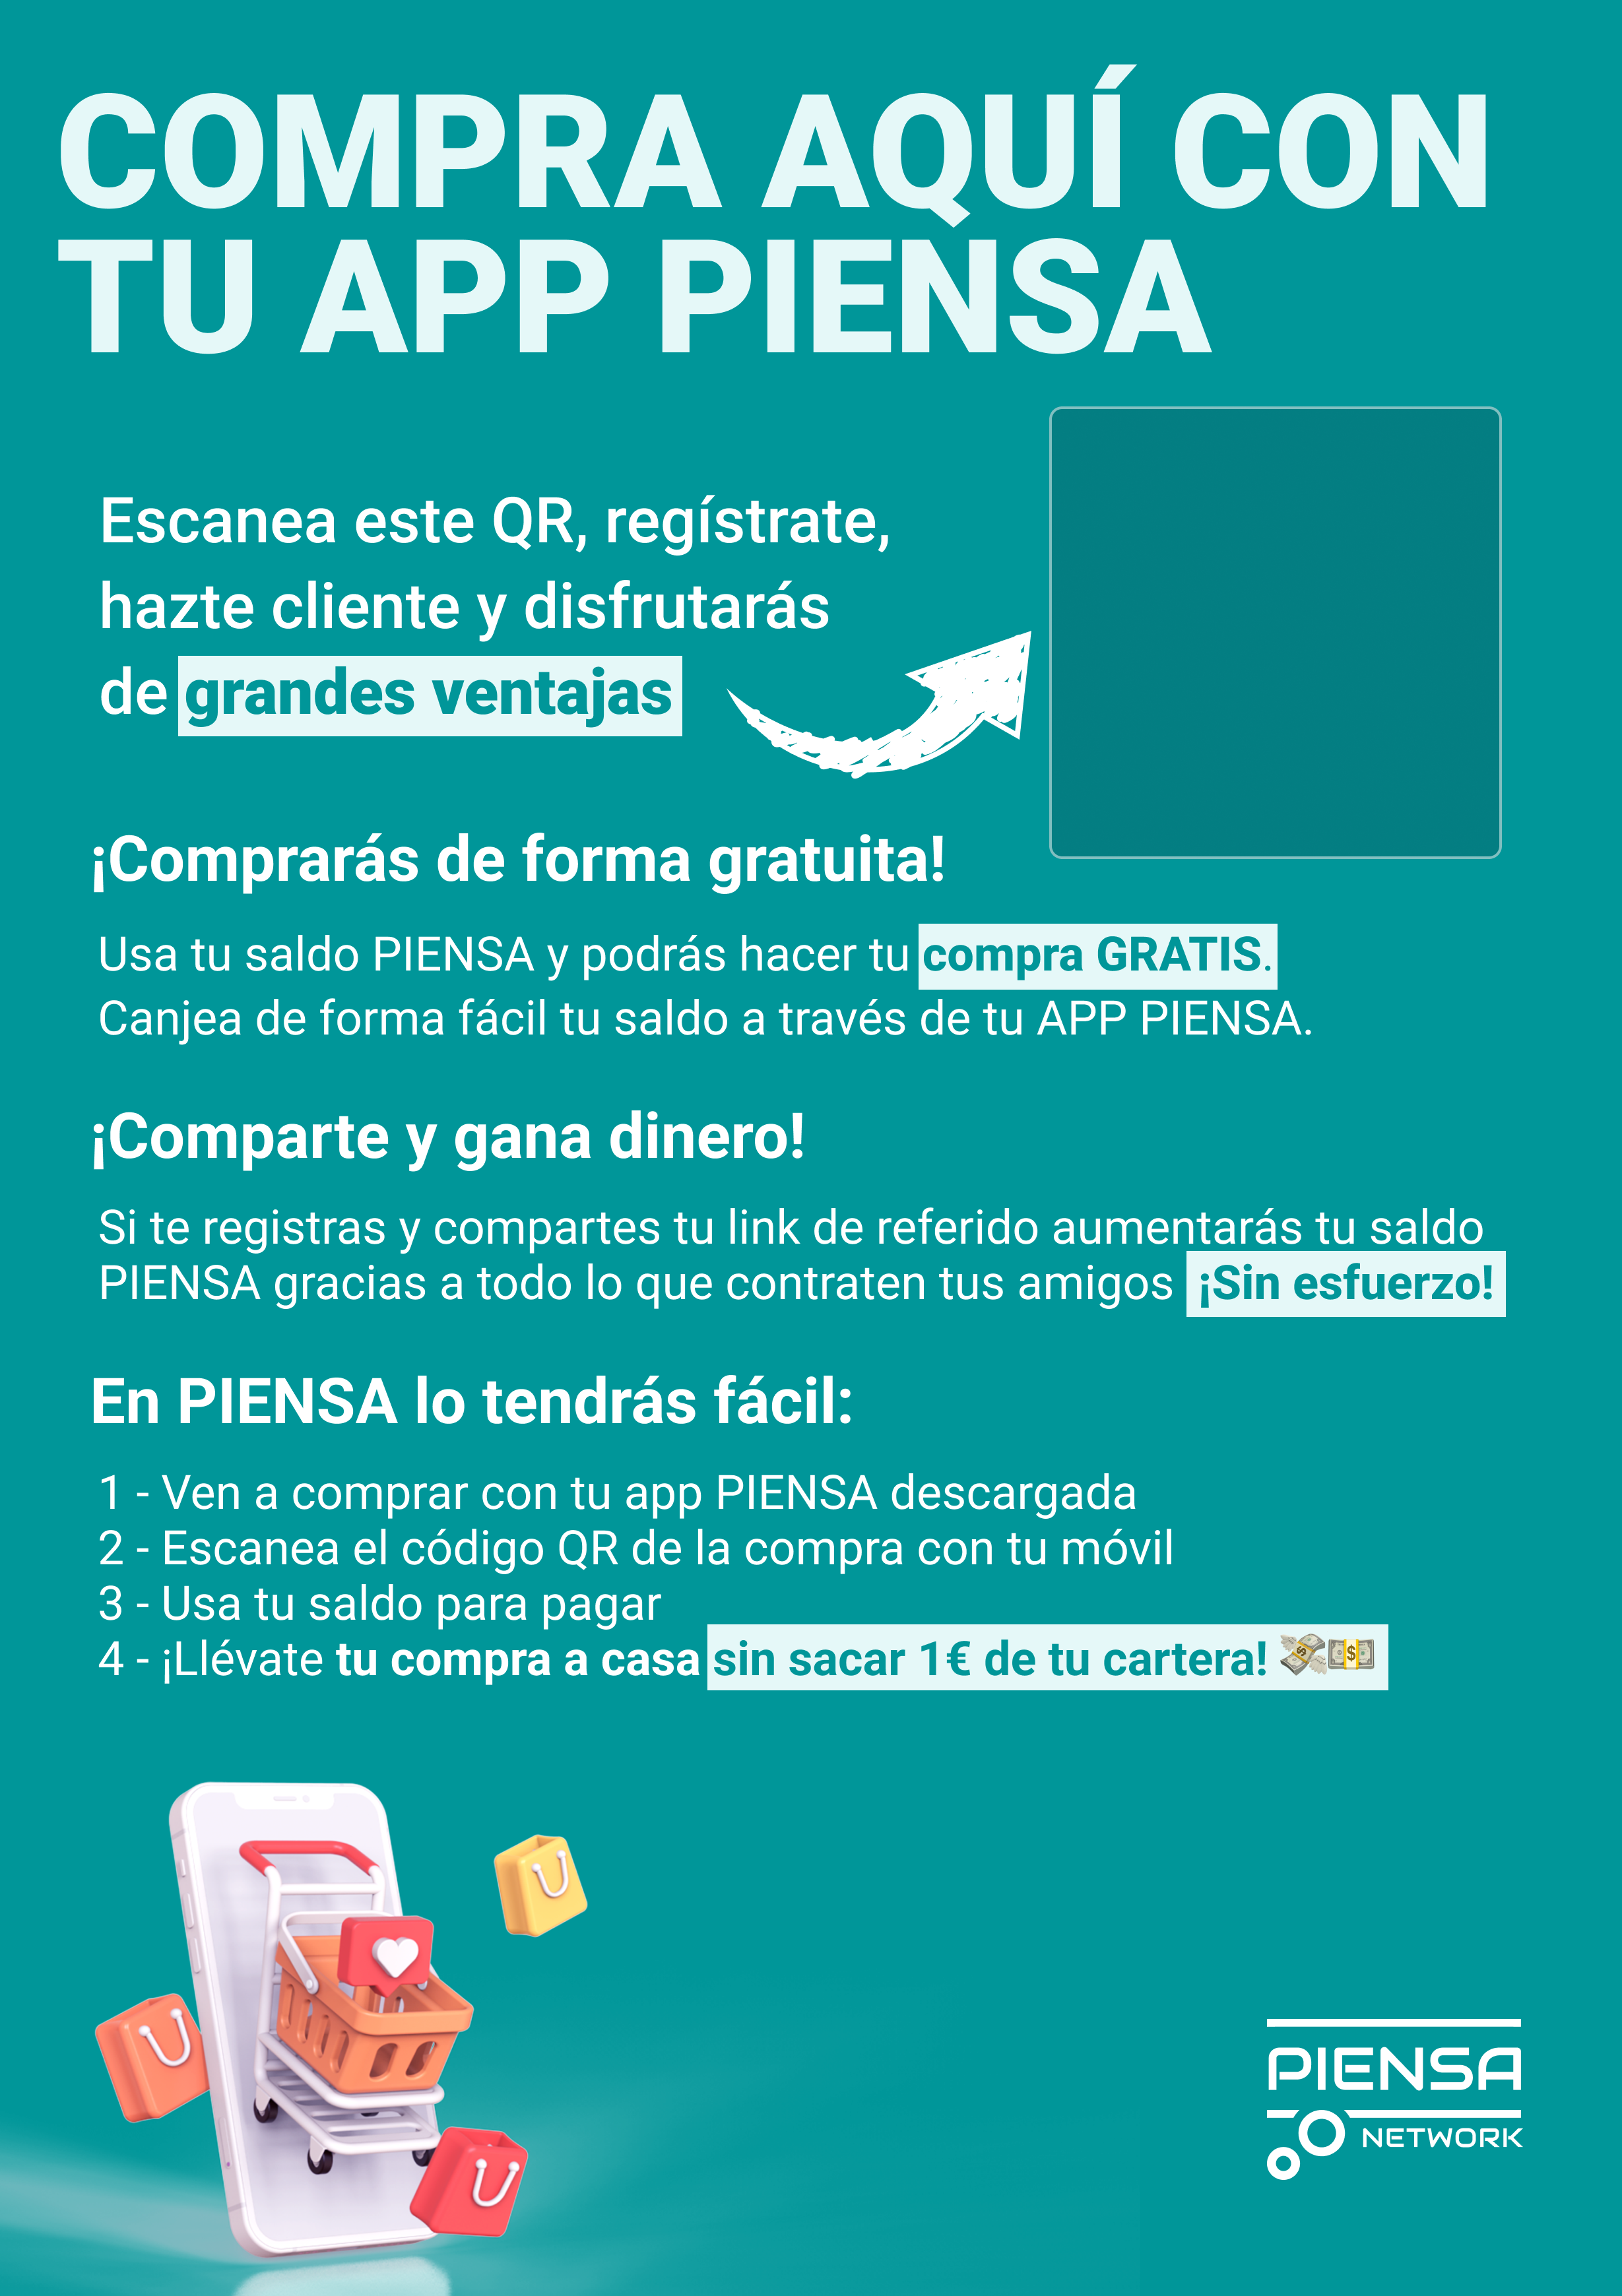 COMPRA AQUÍ CON
TU APP PIENSA
Escanea este QR, regístrate,
hazte cliente y disfrutarás
de grandes ventajas
¡Comprarás de forma gratuita!
Usa tu saldo PIENSA y podrás hacer tu compra GRATIS.
Canjea de forma fácil tu saldo a través de tu APP PIENSA.
¡Comparte y gana dinero!
Si te registras y compartes tu link de referido aumentarás tu saldo
PIENSA gracias a todo lo que contraten tus amigos ¡Sin esfuerzo!
En PIENSA lo tendrás fácil:
1 - Ven a comprar con tu app PIENSA descargada
2 - Escanea el código QR de la compra con tu móvil
3 - Usa tu saldo para pagar
4 - ¡Llévate tu compra a casa sin sacar 1€ de tu cartera! 💸💵
PIENSA
NETWORK